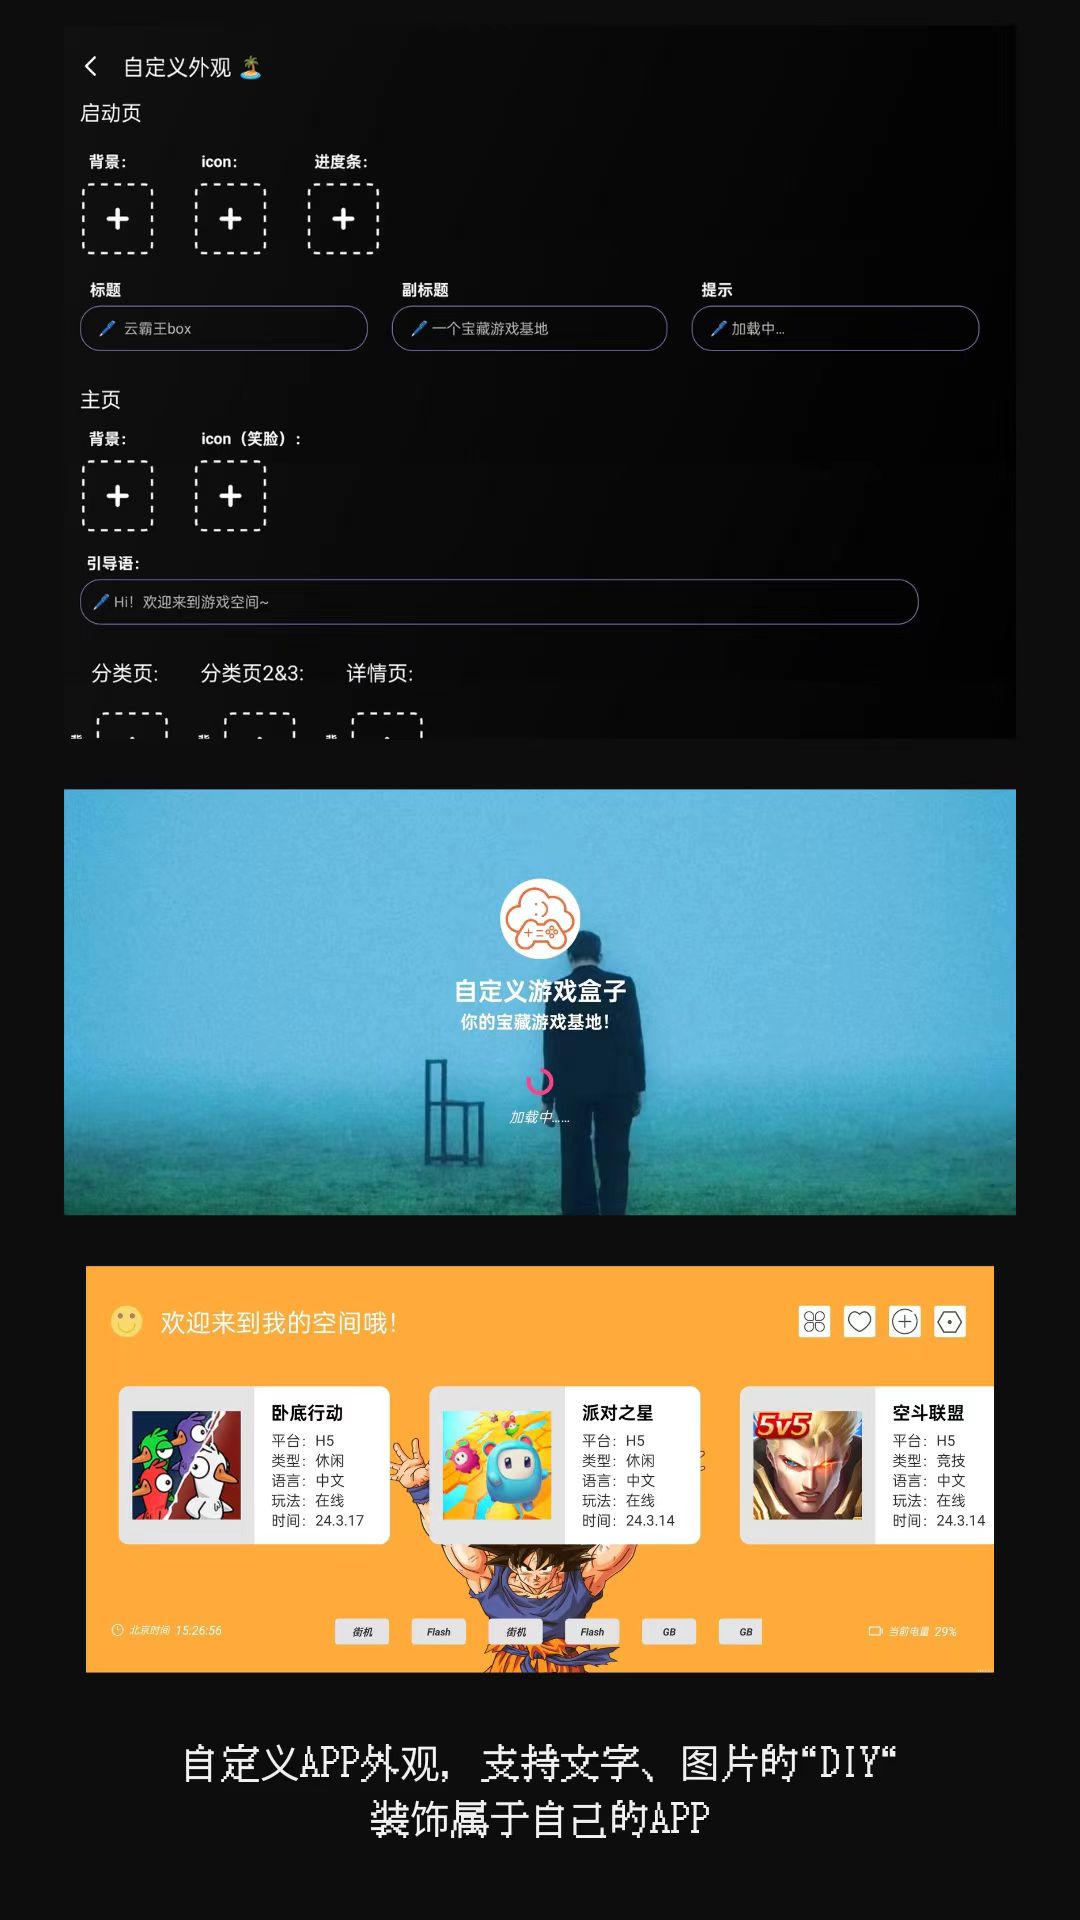 自定义外观
启动页
背景：
icon：
进度条：
标题
副标题
提示
云霸王box
一个宝藏游戏基地
加载中...
主页
背景：
icon（笑脸）：
引导语：
Hi！欢迎来到游戏空间~
分类页:
分类页2&3:
详情页:
自定义游戏盒子
你的宝藏游戏基地！
加载中......
欢迎来到我的空间哦！
卧底行动
平台：H5
类型：休闲
语言：中文
玩法：在线
时间：24.3.17
派对之星
平台：H5
类型：休闲
语言：中文
玩法：在线
时间：24.3.14
5v5
空斗联盟
平台：H5
类型：竞技
语言：中文
玩法：在线
时间：24.3.14
北京时间 15:26:56
街机
Flash
街机
Flash
GB
GB
当前电量 29%
自定义APP外观，支持文字、图片的“DIY“
装饰属于自己的APP